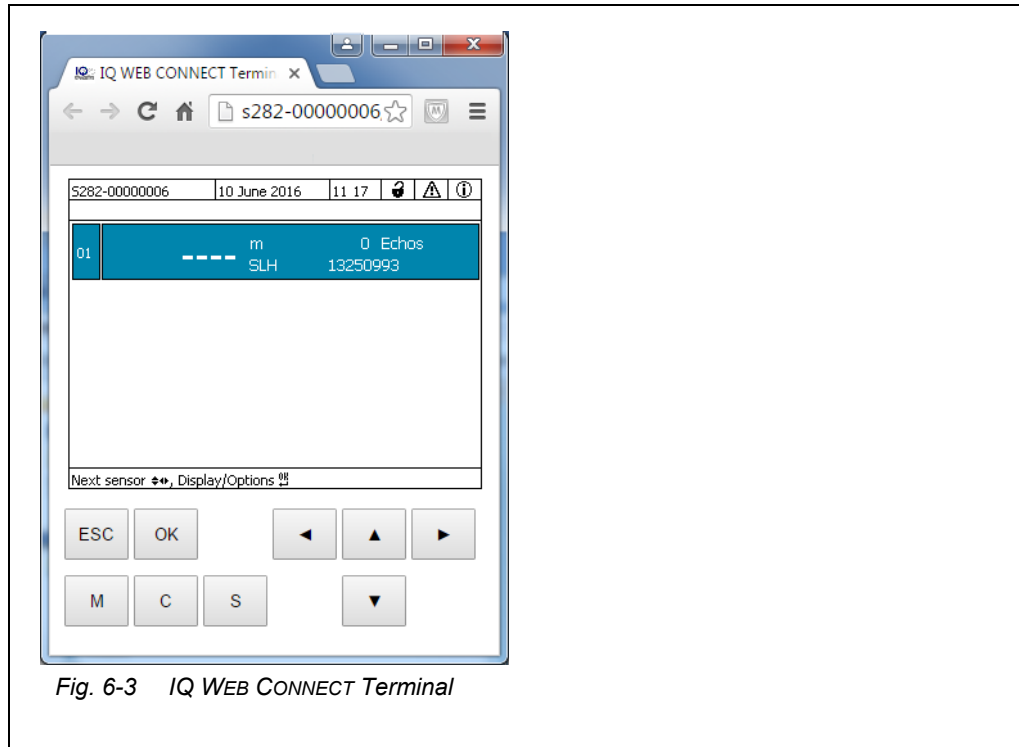 IQ WEB CONNECT Termin
s282-00000006
S282-00000006 10 June 2016 11 17
01 ---- m 0 Echos
SLH 13250993
Next sensor, Display/Options OK
ESC OK
M C S
Fig. 6-3 IQ WEB CONNECT Terminal